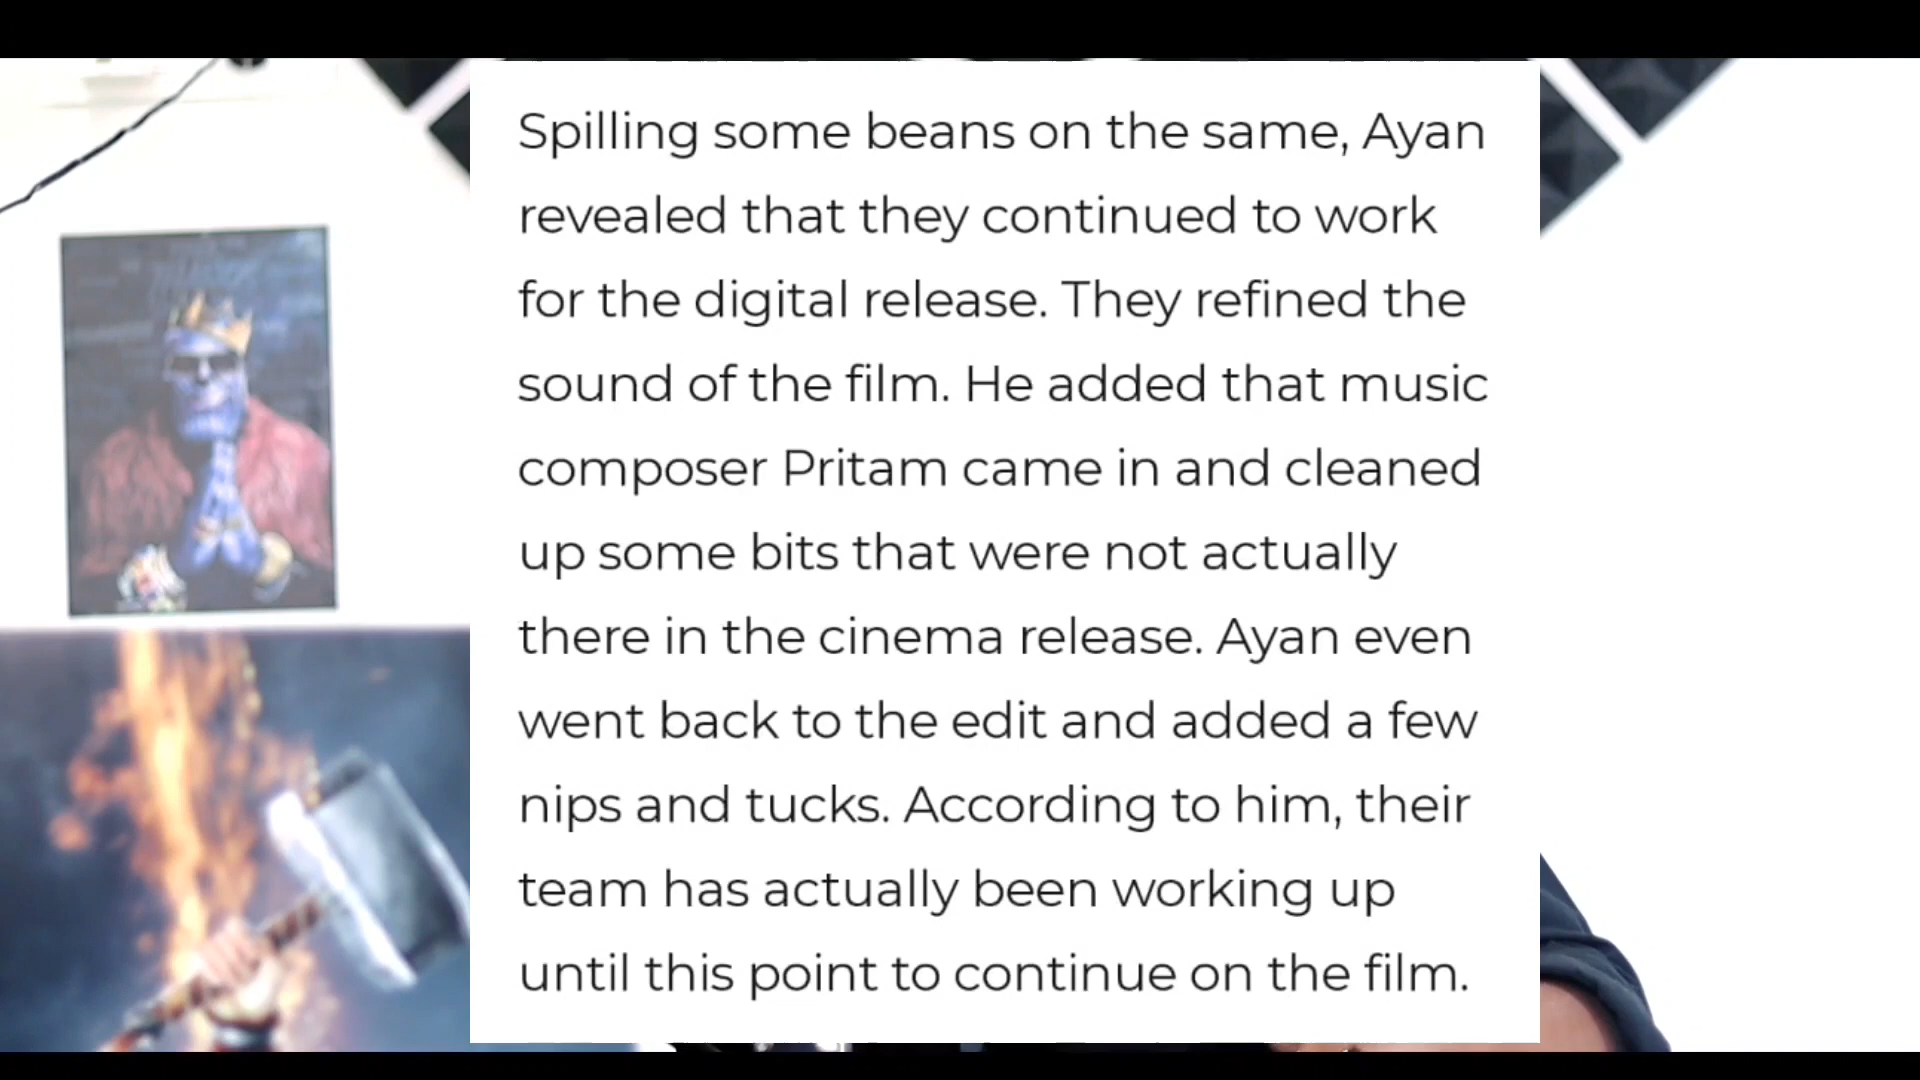 Spilling some beans on the same, Ayan
revealed that they continued to work
for the digital release. They refined the
sound of the film. He added that music
composer Pritam came in and cleaned
up some bits that were not actually
there in the cinema release. Ayan even
went back to the edit and added a few
nips and tucks. According to him, their
team has actually been working up
until this point to continue on the film.